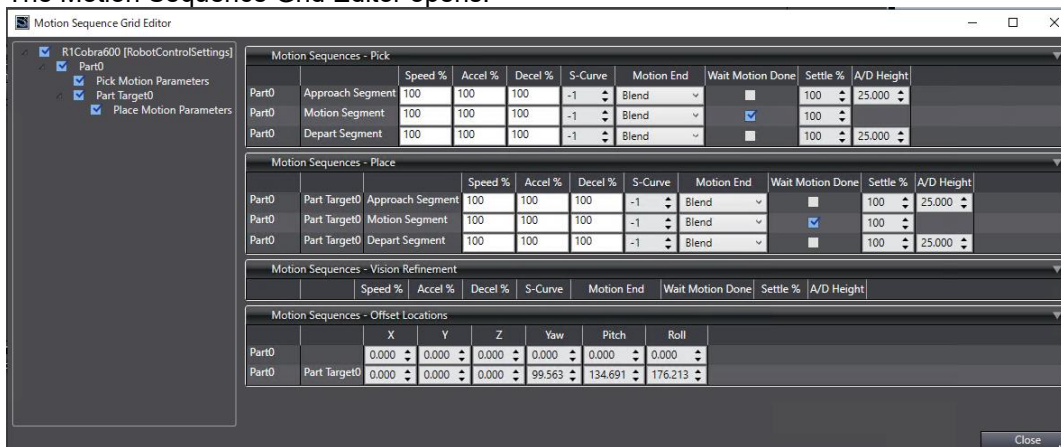 The Motion Sequence Grid Editor opens.
Motion Sequence Grid Editor
R1Cobra600 [RobotControlSettings]
Part0
Pick Motion Parameters
Part Target0
Place Motion Parameters
Motion Sequences - Pick
Speed % Accel % Decel % S-Curve Motion End Wait Motion Done Settle % A/D Height
Part0 Approach Segment 100 100 100 -1 Blend 100 25.000
Part0 Motion Segment 100 100 100 -1 Blend 100
Part0 Depart Segment 100 100 100 -1 Blend 100 25.000
Motion Sequences - Place
Speed % Accel % Decel % S-Curve Motion End Wait Motion Done Settle % A/D Height
Part0 Part Target0 Approach Segment 100 100 100 -1 Blend 100 25.000
Part0 Part Target0 Motion Segment 100 100 100 -1 Blend 100
Part0 Part Target0 Depart Segment 100 100 100 -1 Blend 100 25.000
Motion Sequences - Vision Refinement
Speed % Accel % Decel % S-Curve Motion End Wait Motion Done Settle % A/D Height
Motion Sequences - Offset Locations
X Y Z Yaw Pitch Roll
Part0 0.000 0.000 0.000 0.000 0.000 0.000
Part0 Part Target0 0.000 0.000 0.000 99.563 134.691 176.213
Close